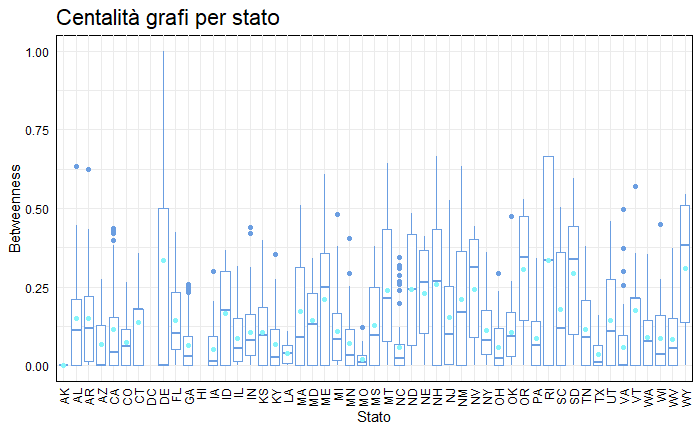 Centalità grafi per stato
Betweenness
1.00
0.75
0.50
0.25
0.00
AK AL AR AZ CA CO CT DC DE FL GA HI IA ID IL IN KS KY LA MA MD ME MI MN MO MS MT NC ND NE NH NJ NM NV NY OH OK OR PA RI SC SD TN TX UT VA VT WA WI WV WY
Stato